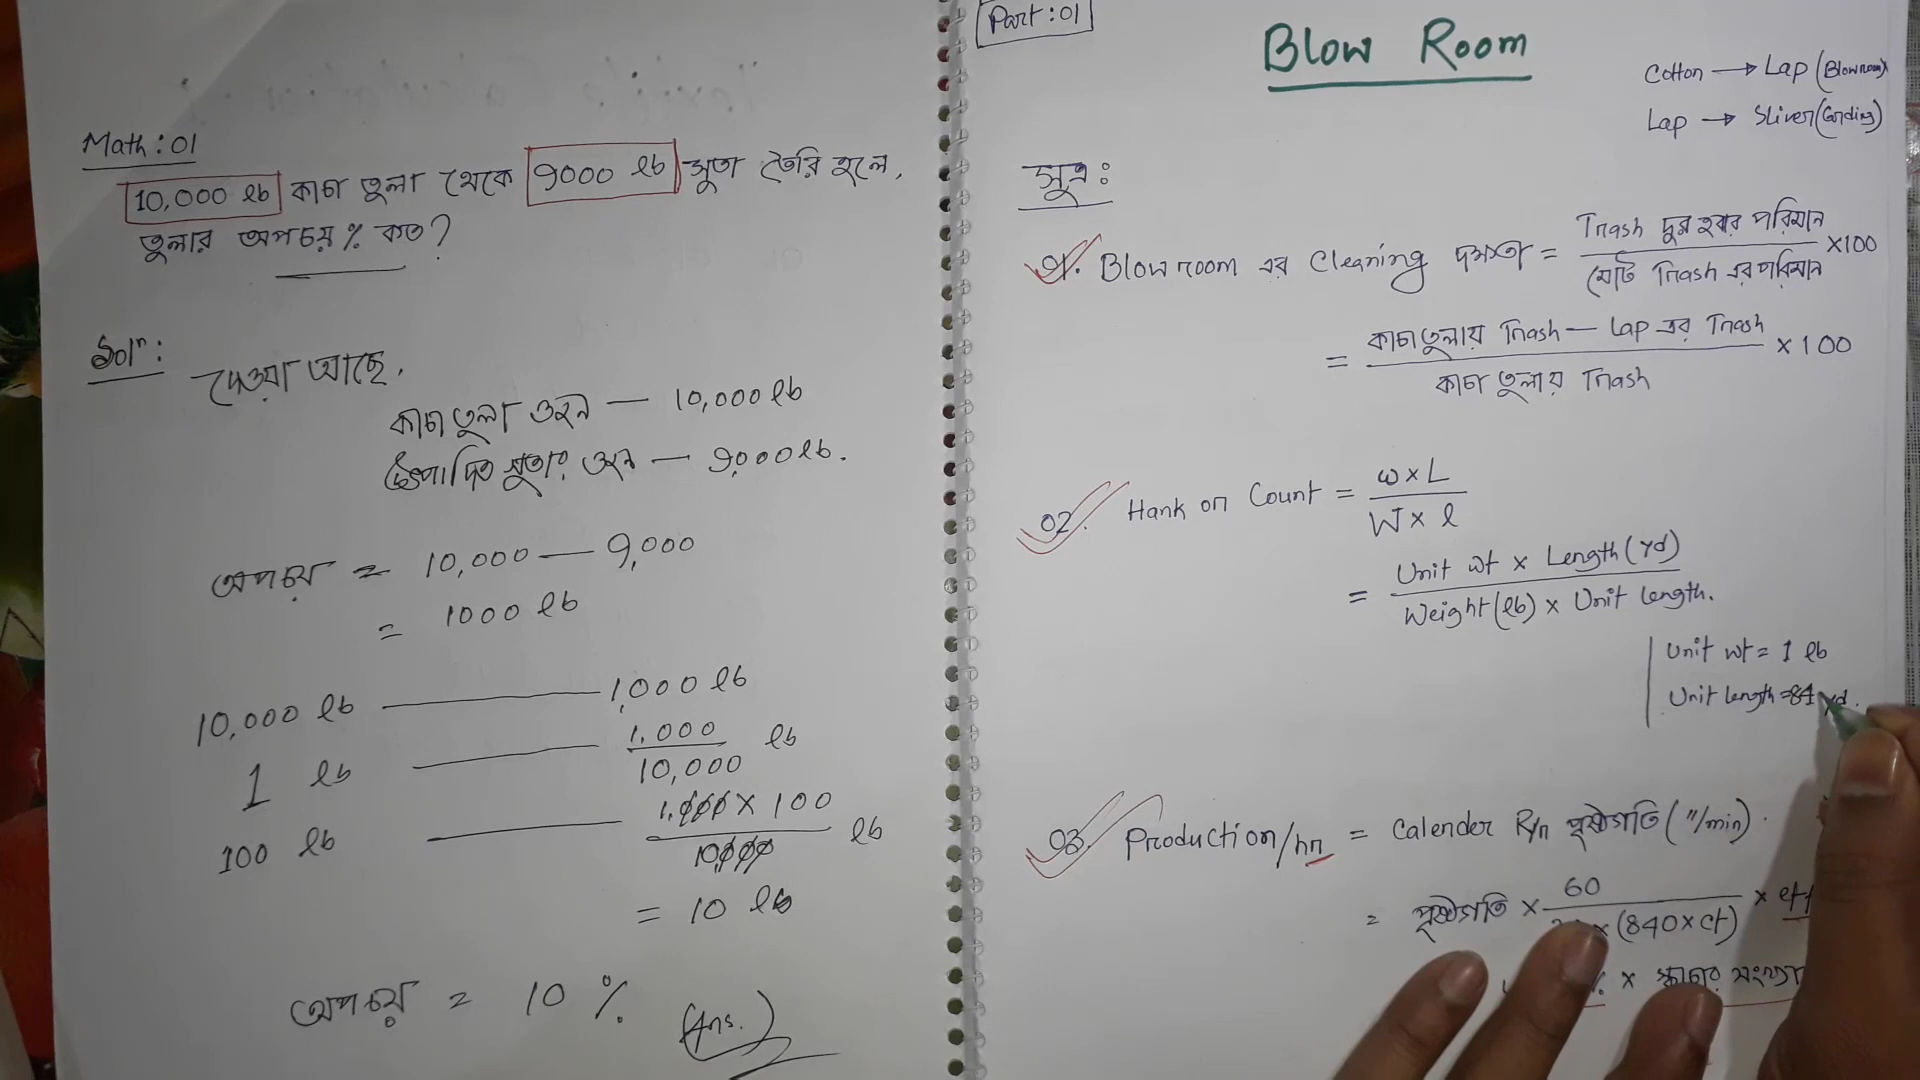 Math : 01
10,000 lb কাচা তুলা থেকে 9000 lb সুতা তৈরি হলে,
তুলার অপচয় % কত?
Solⁿ :
দেওয়া আছে,
কাচা তুলা ওজন — 10,000 lb
উৎপাদিত সুতার ওজন — 9,000 lb.
অপচয় = 10,000 — 9,000
= 1000 lb
10,000 lb — 1,000 lb
1 lb — 1,000 / 10,000 lb
100 lb — 1,000 × 100 / 10,000 lb
= 10 lb
অপচয় = 10 % (Ans.)
Part : 01
Blow Room
Cotton → Lap (Blowroom)
Lap → Sliver (Carding)
সুত্র :
01. Blow room এর Cleaning দক্ষতা = Trash দুর হবার পরিমান / মোট Trash এর পরিমান × 100
= কাচা তুলায় Trash — Lap এর Trash / কাচা তুলায় Trash × 100
02. Hank or Count = w × L / W × l
= Unit wt × Length (yd) / Weight (lb) × Unit length.
Unit wt = 1 lb
Unit length = 84 yd.
03. Production/hr = Calender R/r পৃষ্ঠগতি ("/min).
= পৃষ্ঠগতি × 60 / × (840 × ct) × eff
% × স্কাচার সংখ্যা